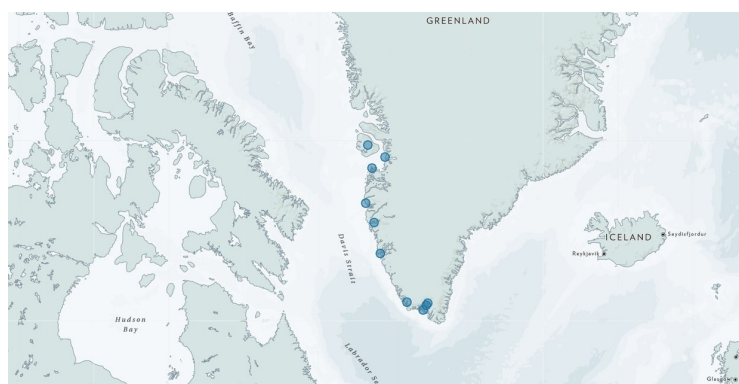 Baffin Bay
GREENLAND
ICELAND
Seydisfjordur
Reykjavik
Davis Strait
Hudson
Bay
Labrador Se
Glasgow